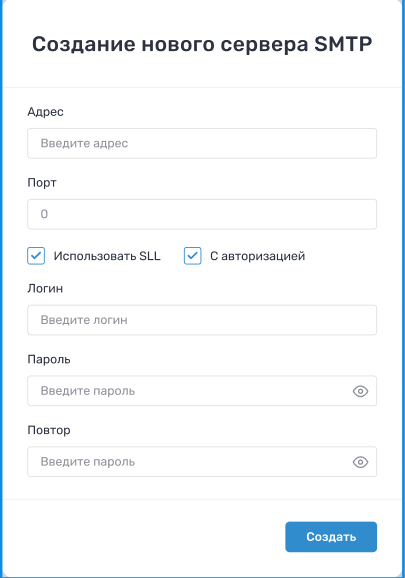 Создание нового сервера SMTP
Адрес
Введите адрес
Порт
0
Использовать SLL С авторизацией
Логин
Введите логин
Пароль
Введите пароль
Повтор
Введите пароль
Создать